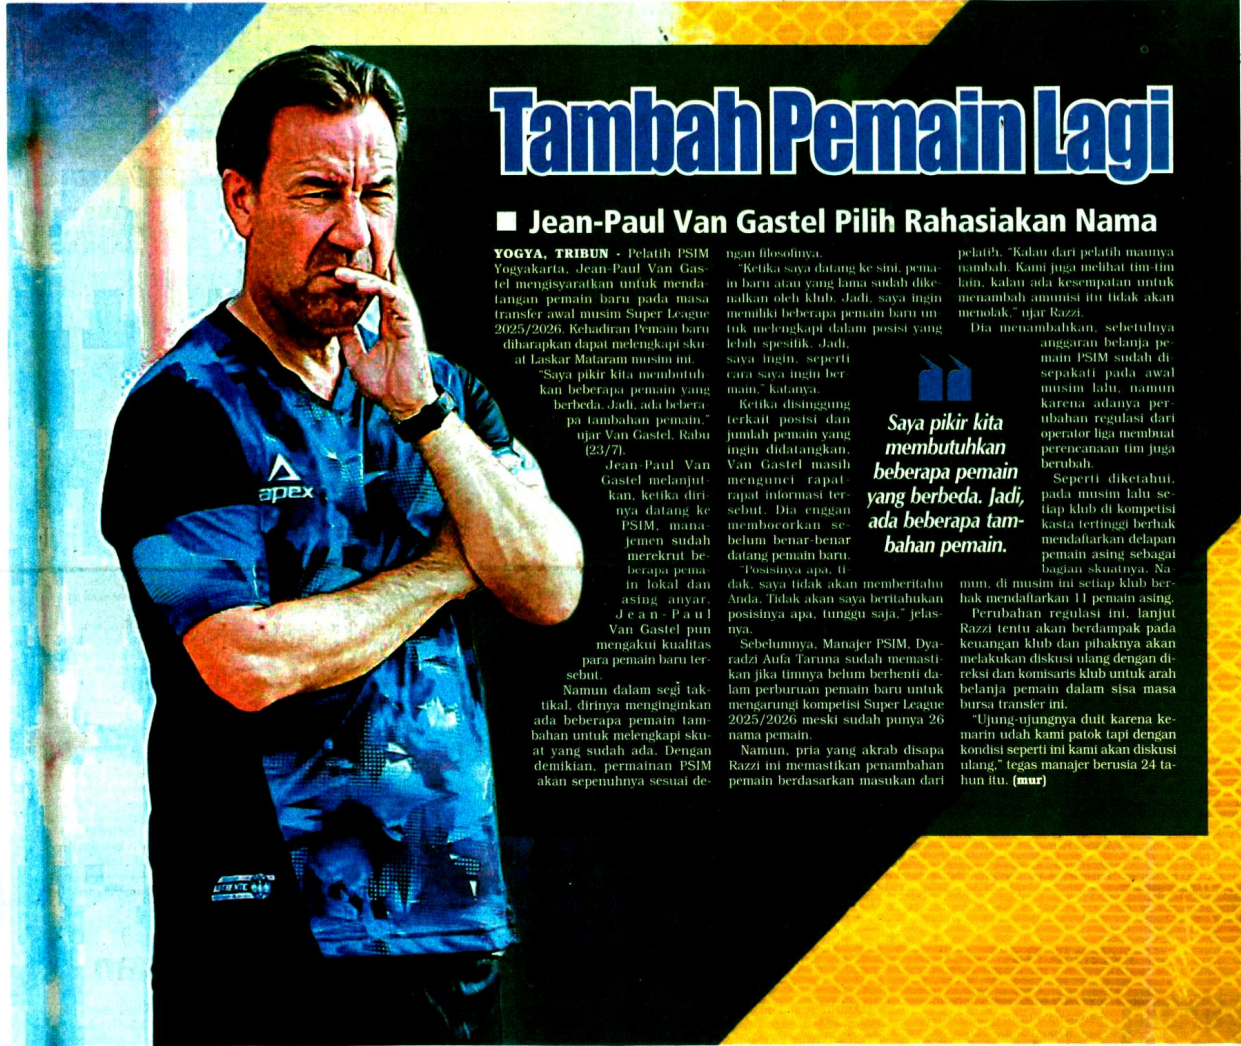 Tambah Pemain Lagi
■ Jean-Paul Van Gastel Pilih Rahasiakan Nama
YOGYA, TRIBUN - Pelatih PSIM
Yogyakarta, Jean-Paul Van Gas-
tel mengisyaratkan untuk menda-
tangan pemain baru pada masa
transfer awal musim Super League
2025/2026. Kehadiran Pemain baru
diharapkan dapat melengkapi sku-
at Laskar Mataram musim ini.
"Saya pikir kita membutuh-
kan beberapa pemain yang
berbeda. Jadi, ada bebera-
pa tambahan pemain,"
ujar Van Gastel, Rabu
(23/7).
Jean-Paul Van
Gastel melanjut-
kan, ketika diri-
nya datang ke
PSIM, mana-
jemen sudah
merekrut be-
berapa pema-
in lokal dan
asing anyar.
Jean-Paul
Van Gastel pun
mengakui kualitas
para pemain baru ter-
sebut.
Namun dalam segi tak-
tikal, dirinya menginginkan
ada beberapa pemain tam-
bahan untuk melengkapi sku-
at yang sudah ada. Dengan
demikian, permainan PSIM
akan sepenuhnya sesuai de-
ngan filosofinya.
"Ketika saya datang ke sini, pema-
in baru atau yang lama sudah dike-
nalkan oleh klub. Jadi, saya ingin
memiliki beberapa pemain baru un-
tuk melengkapi dalam posisi yang
lebih spesifik. Jadi,
saya ingin, seperti
cara saya ingin ber-
main," katanya.
Ketika disinggung
terkait posisi dan
jumlah pemain yang
ingin didatangkan,
Van Gastel masih
mengunci rapat-
rapat informasi ter-
sebut. Dia enggan
membocorkan se-
belum benar-benar
datang pemain baru.
"Posisinya apa, ti-
dak, saya tidak akan memberitahu
Anda. Tidak akan saya beritahukan
posisinya apa, tunggu saja," jelas-
nya.
Sebelumnya, Manajer PSIM, Dya-
radzi Aufa Taruna sudah memasti-
kan jika timnya belum berhenti da-
lam perburuan pemain baru untuk
mengarungi kompetisi Super League
2025/2026 meski sudah punya 26
nama pemain.
Namun, pria yang akrab disapa
Razzi ini memastikan penambahan
pemain berdasarkan masukan dari
pelatih. "Kalau dari pelatih maunya
nambah. Kami juga melihat tim-tim
lain, kalau ada kesempatan untuk
menambah amunisi itu tidak akan
menolak," ujar Razzi.
Dia menambahkan, sebetulnya
anggaran belanja pe-
main PSIM sudah di-
sepakati pada awal
musim lalu, namun
karena adanya per-
ubahan regulasi dari
operator liga membuat
perencanaan tim juga
berubah.
Seperti diketahui,
pada musim lalu se-
tiap klub di kompetisi
kasta tertinggi berhak
mendaftarkan delapan
pemain asing sebagai
bagian skuatnya. Na-
mun, di musim ini setiap klub ber-
hak mendaftarkan 11 pemain asing.
Perubahan regulasi ini, lanjut
Razzi tentu akan berdampak pada
keuangan klub dan pihaknya akan
melakukan diskusi ulang dengan di-
reksi dan komisaris klub untuk arah
belanja pemain dalam sisa masa
bursa transfer ini.
"Ujung-ujungnya duit karena ke-
marin udah kami patok tapi dengan
kondisi seperti ini kami akan diskusi
ulang," tegas manajer berusia 24 ta-
hun itu. (mur)
Saya pikir kita
membutuhkan
beberapa pemain
yang berbeda. Jadi,
ada beberapa tam-
bahan pemain.
apex
AUTHENTIC